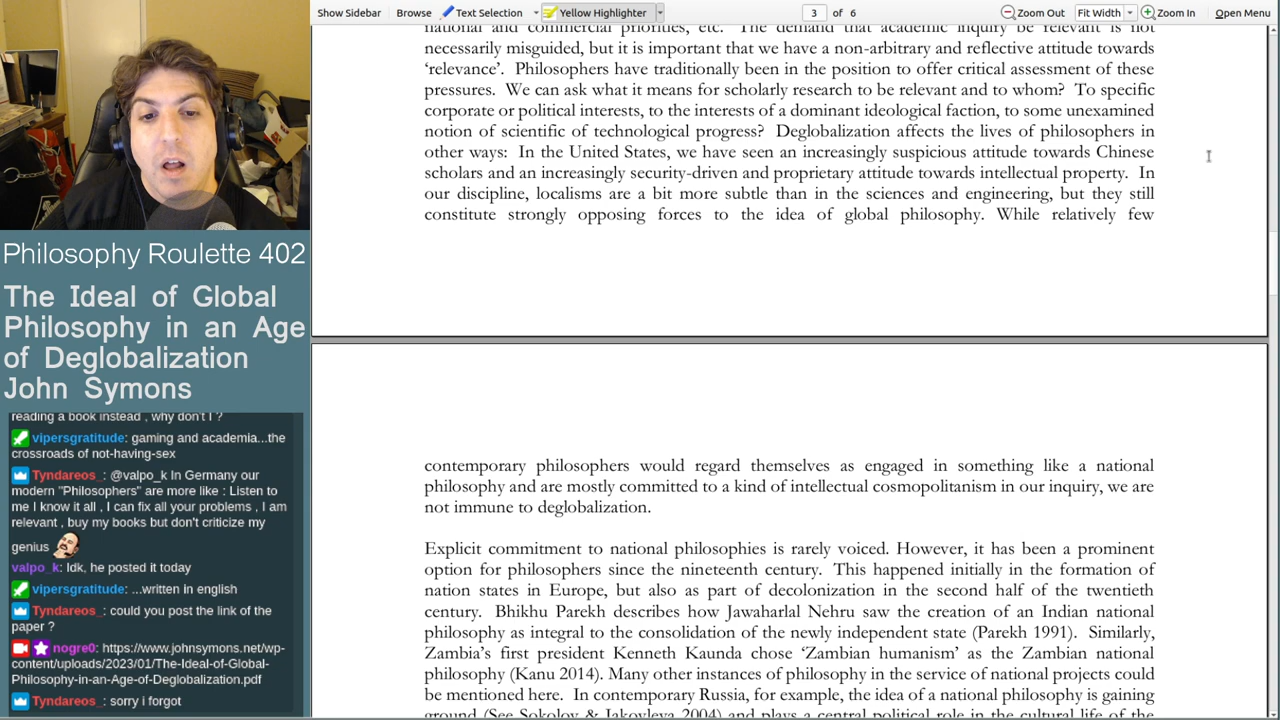 Show Sidebar Browse Text Selection Yellow Highlighter 3 of 6 Zoom Out Fit Width Zoom In Open Menu
national and commercial priorities, etc. The demand that academic inquiry be relevant is not
necessarily misguided, but it is important that we have a non-arbitrary and reflective attitude towards
‘relevance’. Philosophers have traditionally been in the position to offer critical assessment of these
pressures. We can ask what it means for scholarly research to be relevant and to whom? To specific
corporate or political interests, to the interests of a dominant ideological faction, to some unexamined
notion of scientific of technological progress? Deglobalization affects the lives of philosophers in
other ways: In the United States, we have seen an increasingly suspicious attitude towards Chinese
scholars and an increasingly security-driven and proprietary attitude towards intellectual property. In
our discipline, localisms are a bit more subtle than in the sciences and engineering, but they still
constitute strongly opposing forces to the idea of global philosophy. While relatively few
contemporary philosophers would regard themselves as engaged in something like a national
philosophy and are mostly committed to a kind of intellectual cosmopolitanism in our inquiry, we are
not immune to deglobalization.
Explicit commitment to national philosophies is rarely voiced. However, it has been a prominent
option for philosophers since the nineteenth century. This happened initially in the formation of
nation states in Europe, but also as part of decolonization in the second half of the twentieth
century. Bhikhu Parekh describes how Jawaharlal Nehru saw the creation of an Indian national
philosophy as integral to the consolidation of the newly independent state (Parekh 1991). Similarly,
Zambia’s first president Kenneth Kaunda chose ‘Zambian humanism’ as the Zambian national
philosophy (Kanu 2014). Many other instances of philosophy in the service of national projects could
be mentioned here. In contemporary Russia, for example, the idea of a national philosophy is gaining
ground (See Sokolov & Iakovleva 2004) and plays a central political role in the cultural life of the
Philosophy Roulette 402
The Ideal of Global
Philosophy in an Age
of Deglobalization
John Symons
reading a book instead , why don't I ?
vipersgratitude: gaming and academia...the
crossroads of not-having-sex
Tyndareos_: @valpo_k In Germany our
modern "Philosophers" are more like : Listen to
me I know it all , I can fix all your problems , I am
relevant , buy my books but don't criticize my
genius
valpo_k: Idk, he posted it today
vipersgratitude: ...written in english
Tyndareos_: could you post the link of the
paper ?
nogre0: https://www.johnsymons.net/wp-
content/uploads/2023/01/The-Ideal-of-Global-
Philosophy-in-an-Age-of-Deglobalization.pdf
Tyndareos_: sorry i forgot